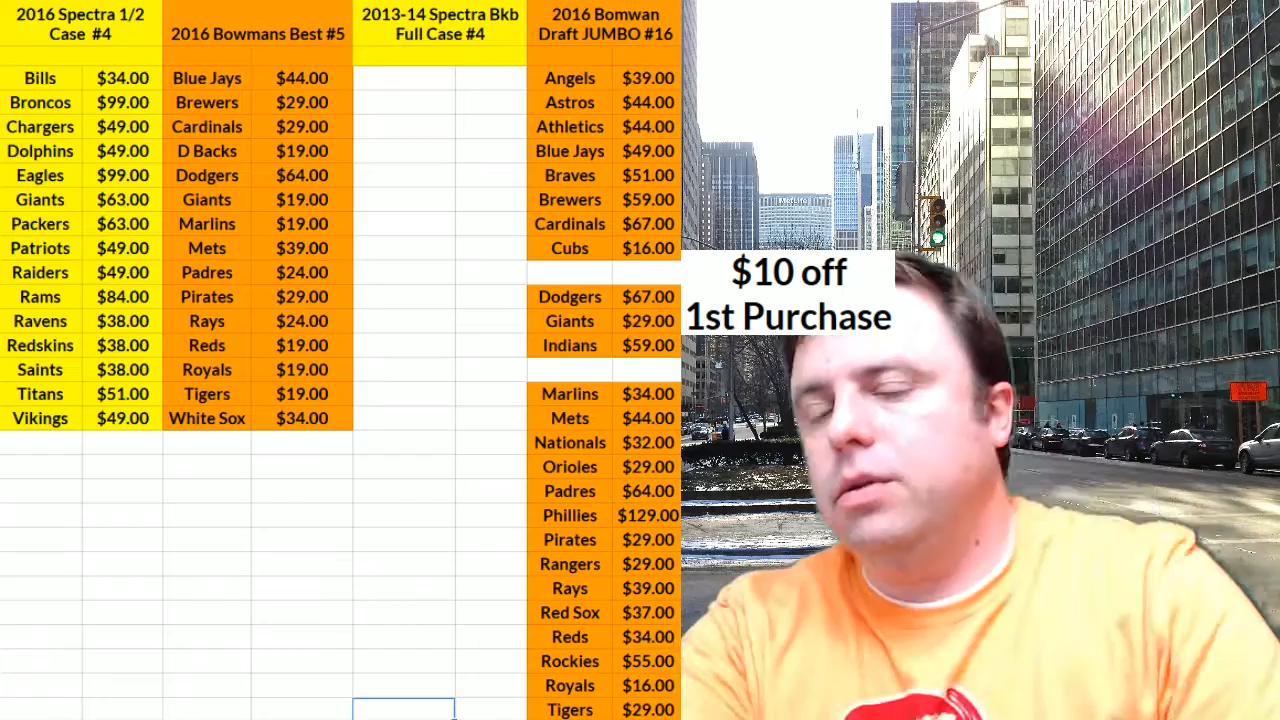 2016 Spectra 1/2
Case #4
2016 Bowmans Best #5
2013-14 Spectra Bkb
Full Case #4
2016 Bomwan
Draft JUMBO #16
Bills $34.00 Blue Jays $44.00 Angels $39.00
Broncos $99.00 Brewers $29.00 Astros $44.00
Chargers $49.00 Cardinals $29.00 Athletics $44.00
Dolphins $49.00 D Backs $19.00 Blue Jays $49.00
Eagles $99.00 Dodgers $64.00 Braves $51.00
Giants $63.00 Giants $19.00 Brewers $59.00
Packers $63.00 Marlins $19.00 Cardinals $67.00
Patriots $49.00 Mets $39.00 Cubs $16.00
Raiders $49.00 Padres $24.00
Rams $84.00 Pirates $29.00 Dodgers $67.00
Ravens $38.00 Rays $24.00 Giants $29.00
Redskins $38.00 Reds $19.00 Indians $59.00
Saints $38.00 Royals $19.00
Titans $51.00 Tigers $19.00 Marlins $34.00
Vikings $49.00 White Sox $34.00 Mets $44.00
Nationals $32.00
Orioles $29.00
Padres $64.00
Phillies $129.00
Pirates $29.00
Rangers $29.00
Rays $39.00
Red Sox $37.00
Reds $34.00
Rockies $55.00
Royals $16.00
Tigers $29.00
MetLife
$10 off
1st Purchase